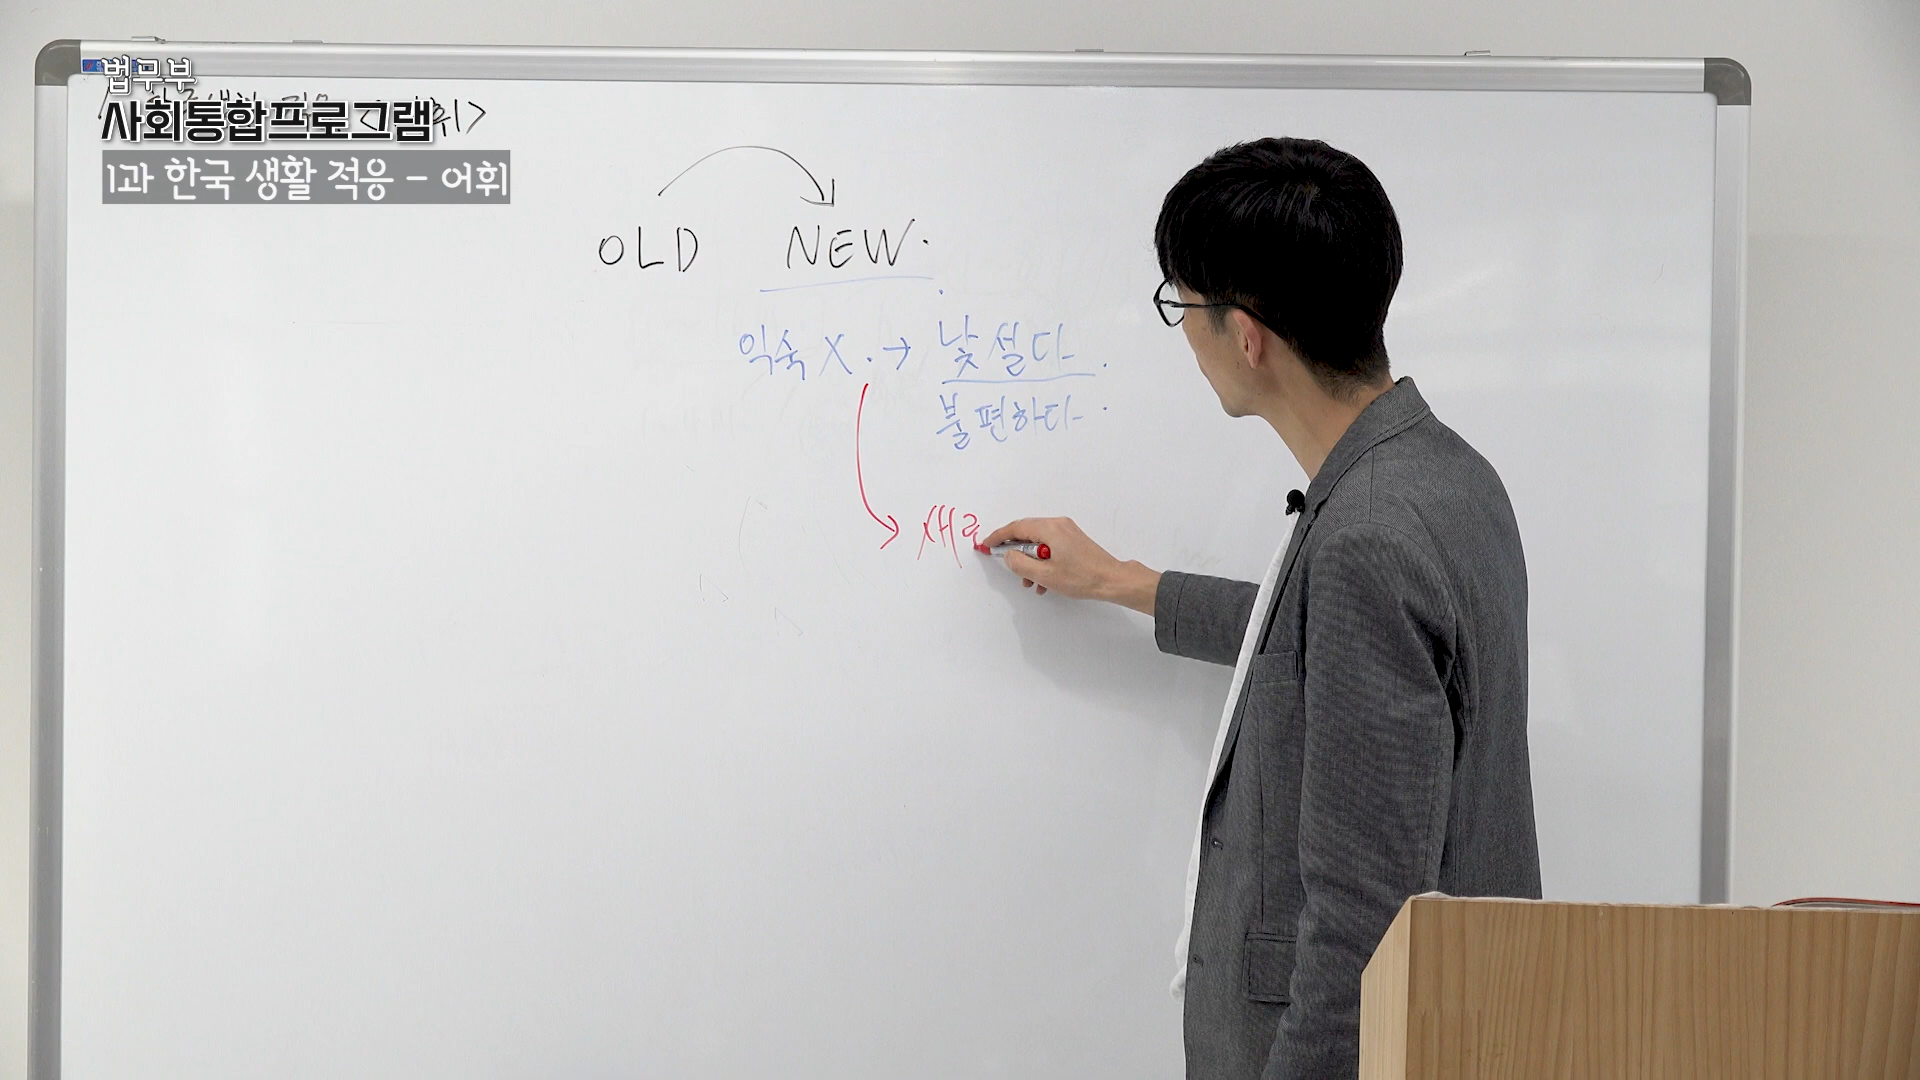 법무부
사회통합프로그램
1과 한국 생활 적응 - 어휘
OLD NEW.
익숙 X. → 낯설다.
불편하다.
→ 새로